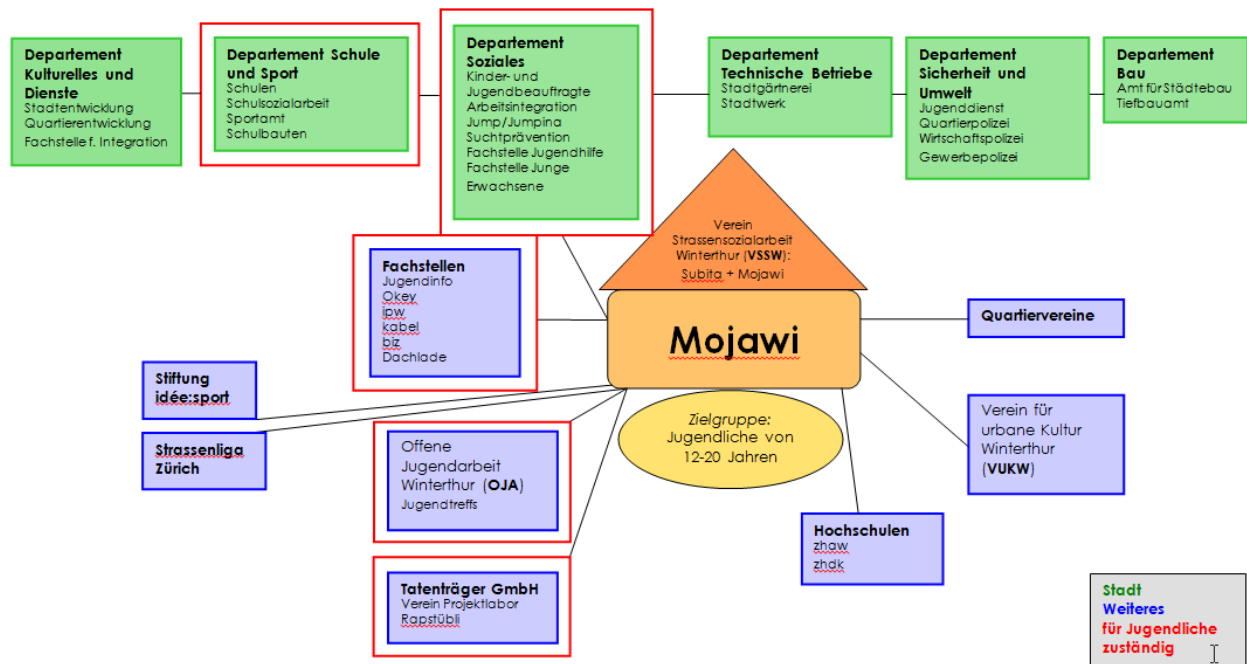 Departement
Kulturelles und
Dienste
Stadtentwicklung
Quartierentwicklung
Fachstelle f. Integration
Departement Schule
und Sport
Schulen
Schulsozialarbeit
Sportamt
Schulbauten
Departement
Soziales
Kinder- und
Jugendbeauftragte
Arbeitsintegration
Jump/Jumpina
Suchtprävention
Fachstelle Jugendhilfe
Fachstelle Junge
Erwachsene
Departement
Technische Betriebe
Stadtgärtnerei
Stadtwerk
Departement
Sicherheit und
Umwelt
Jugenddienst
Quartierpolizei
Wirtschaftspolizei
Gewerbepolizei
Departement
Bau
Amt für Städtebau
Tiefbauamt
Verein
Strassensozialarbeit
Winterthur (VSSW):
Subita + Mojawi
Fachstellen
Jugendinfo
Okey
ipw
kabel
biz
Dachlade
Mojawi
Quartiervereine
Stiftung
idée:sport
Strassenliga
Zürich
Zielgruppe:
Jugendliche von
12-20 Jahren
Verein für
urbane Kultur
Winterthur
(VUKW)
Offene
Jugendarbeit
Winterthur (OJA)
Jugendtreffs
Hochschulen
zhaw
zhdk
Tatenträger GmbH
Verein Projektlabor
Rapstübli
Stadt
Weiteres
für Jugendliche
zuständig